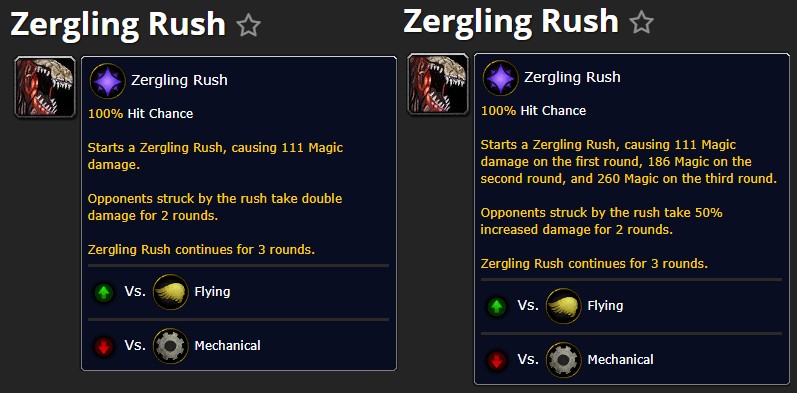 Zergling Rush
Zergling Rush
100% Hit Chance
Starts a Zergling Rush, causing 111 Magic
damage.
Opponents struck by the rush take double
damage for 2 rounds.
Zergling Rush continues for 3 rounds.
Vs. Flying
Vs. Mechanical
Zergling Rush
Zergling Rush
100% Hit Chance
Starts a Zergling Rush, causing 111 Magic
damage on the first round, 186 Magic on the
second round, and 260 Magic on the third round.
Opponents struck by the rush take 50%
increased damage for 2 rounds.
Zergling Rush continues for 3 rounds.
Vs. Flying
Vs. Mechanical